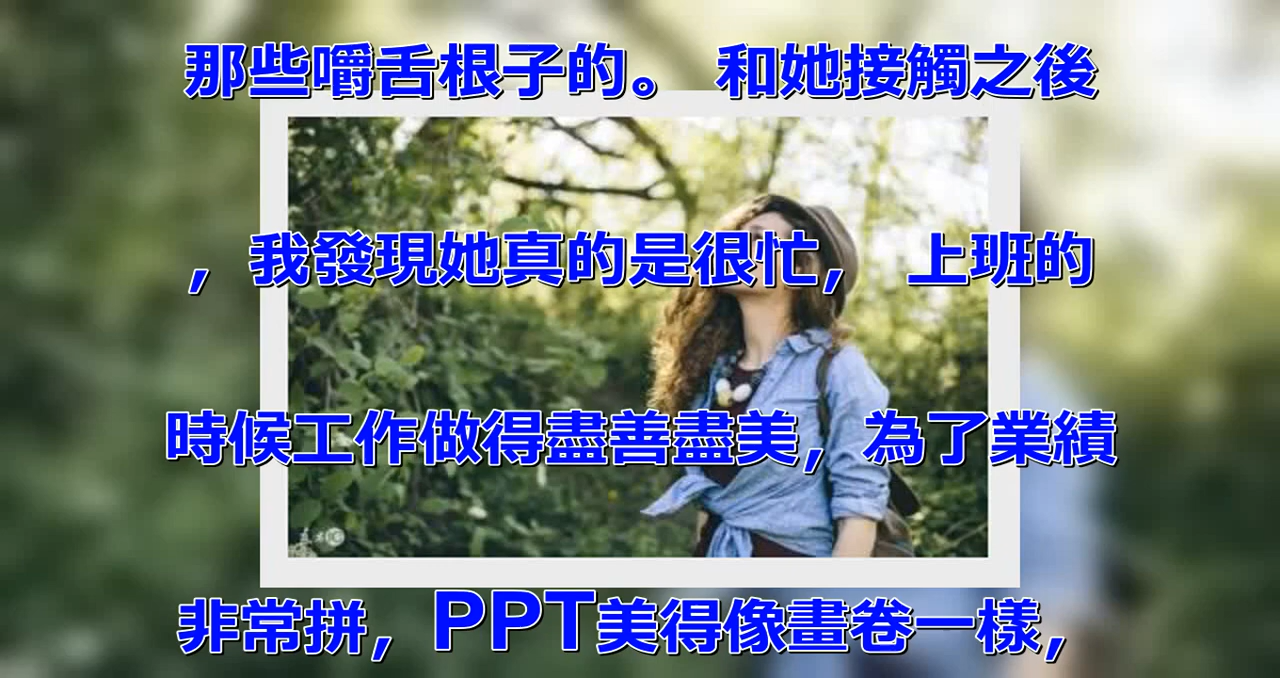 那些嚼舌根子的。 和她接觸之後
，我發現她真的是很忙， 上班的
時候工作做得盡善盡美，為了業績
非常拼，PPT美得像畫卷一樣，